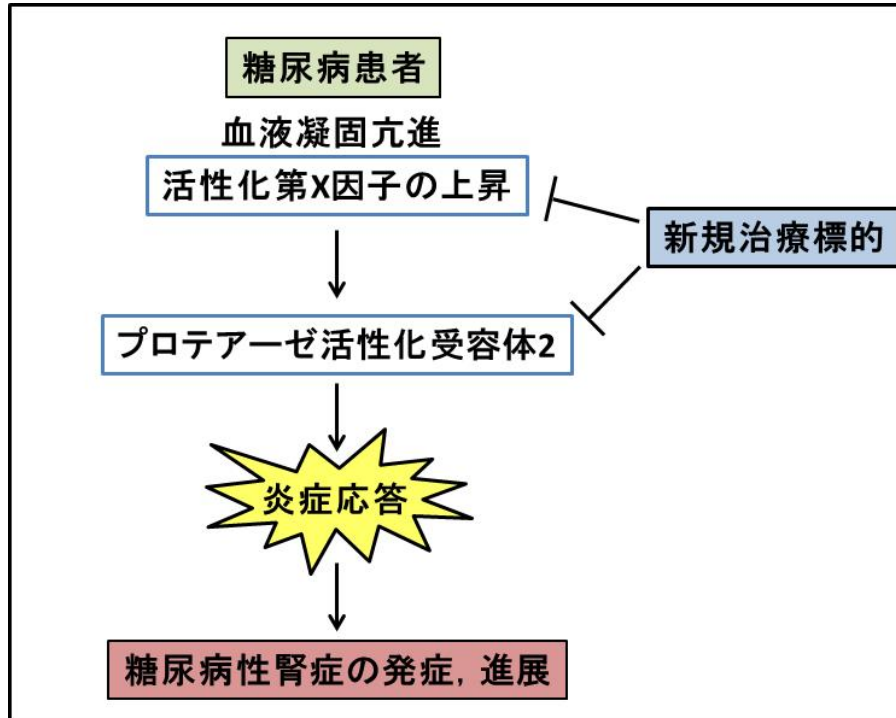 糖尿病患者
血液凝固亢進
活性化第X因子の上昇
新規治療標的
プロテアーゼ活性化受容体2
炎症応答
糖尿病性腎症の発症, 進展